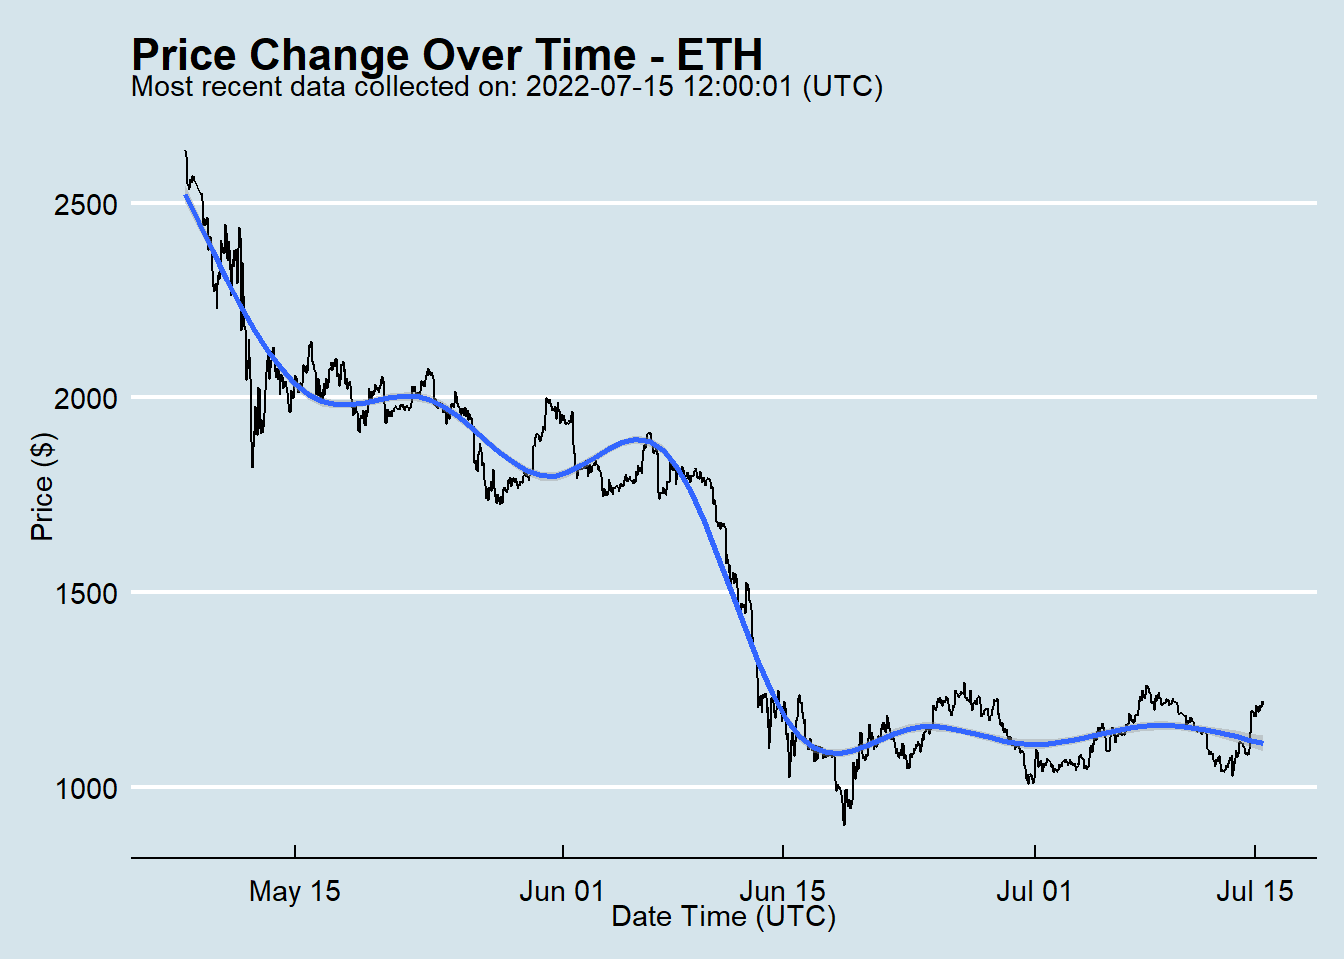 Price Change Over Time - ETH
Most recent data collected on: 2022-07-15 12:00:01 (UTC)
2500
2000
1500
1000
Price ($)
May 15
Jun 01
Jun 15
Jul 01
Jul 15
Date Time (UTC)